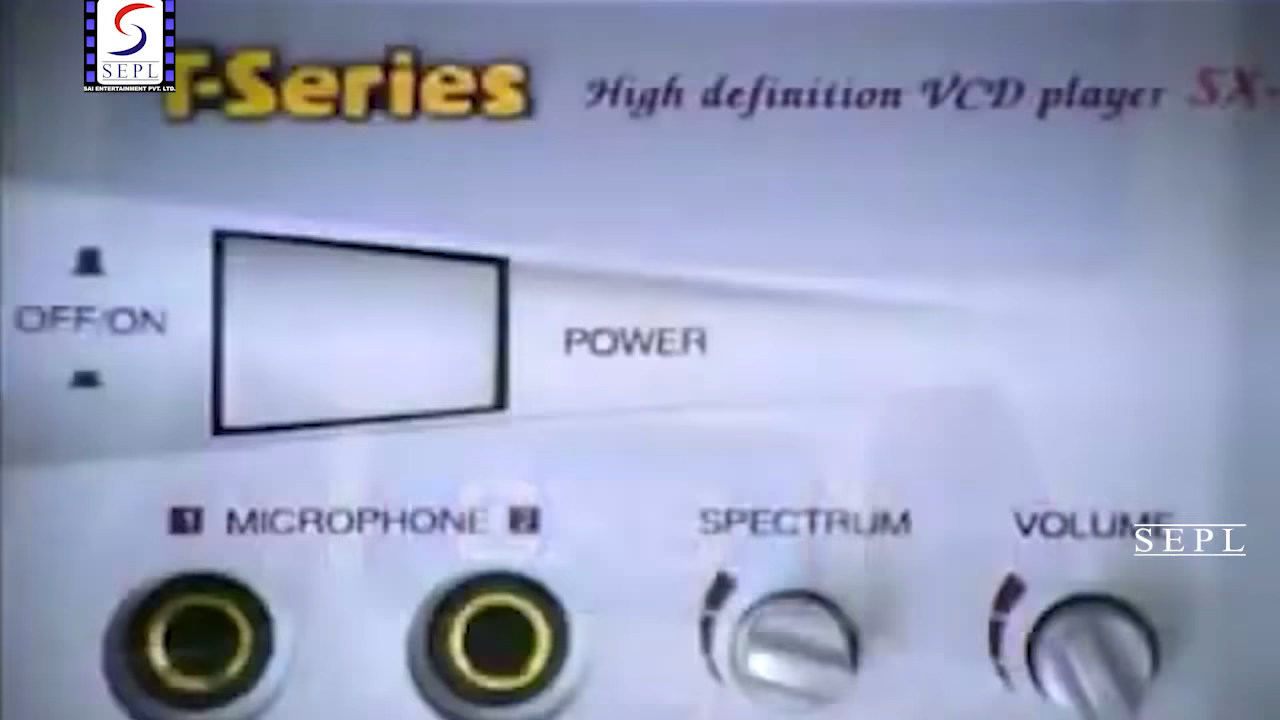 SEPL
SAI ENTERTAINMENT PVT. LTD.
T-Series
High definition VCD player SX-
OFF/ON
POWER
1 MICROPHONE 2
SPECTRUM
VOLUME
SEPL